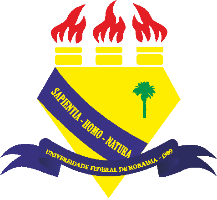 SAPIENTIA - HOMO - NATURA
UNIVERSIDADE FEDERAL DE RORAIMA - 1989